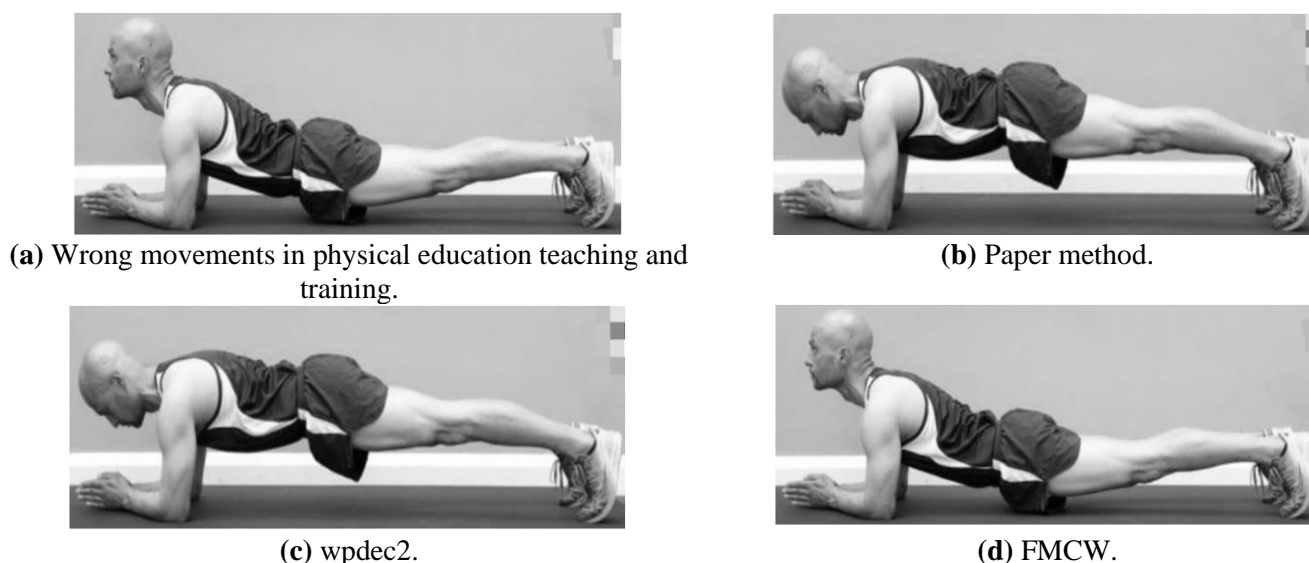 (a) Wrong movements in physical education teaching and
training.
(b) Paper method.
(c) wpdec2.
(d) FMCW.